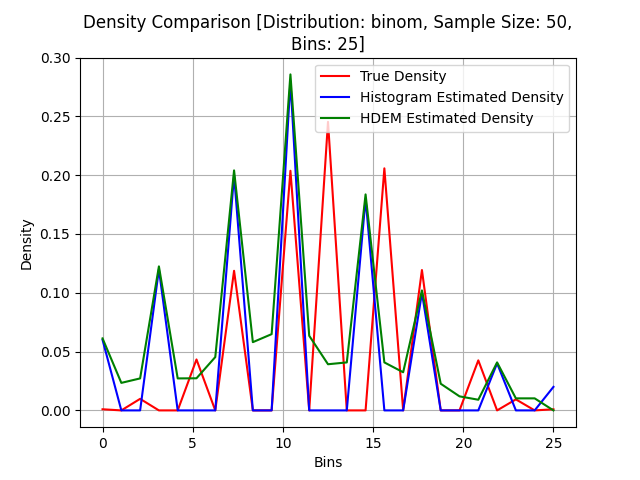 Density Comparison [Distribution: binom, Sample Size: 50,
Bins: 25]
True Density
Histogram Estimated Density
HDEM Estimated Density
Density
0.30
0.25
0.20
0.15
0.10
0.05
0.00
0 5 10 15 20 25
Bins